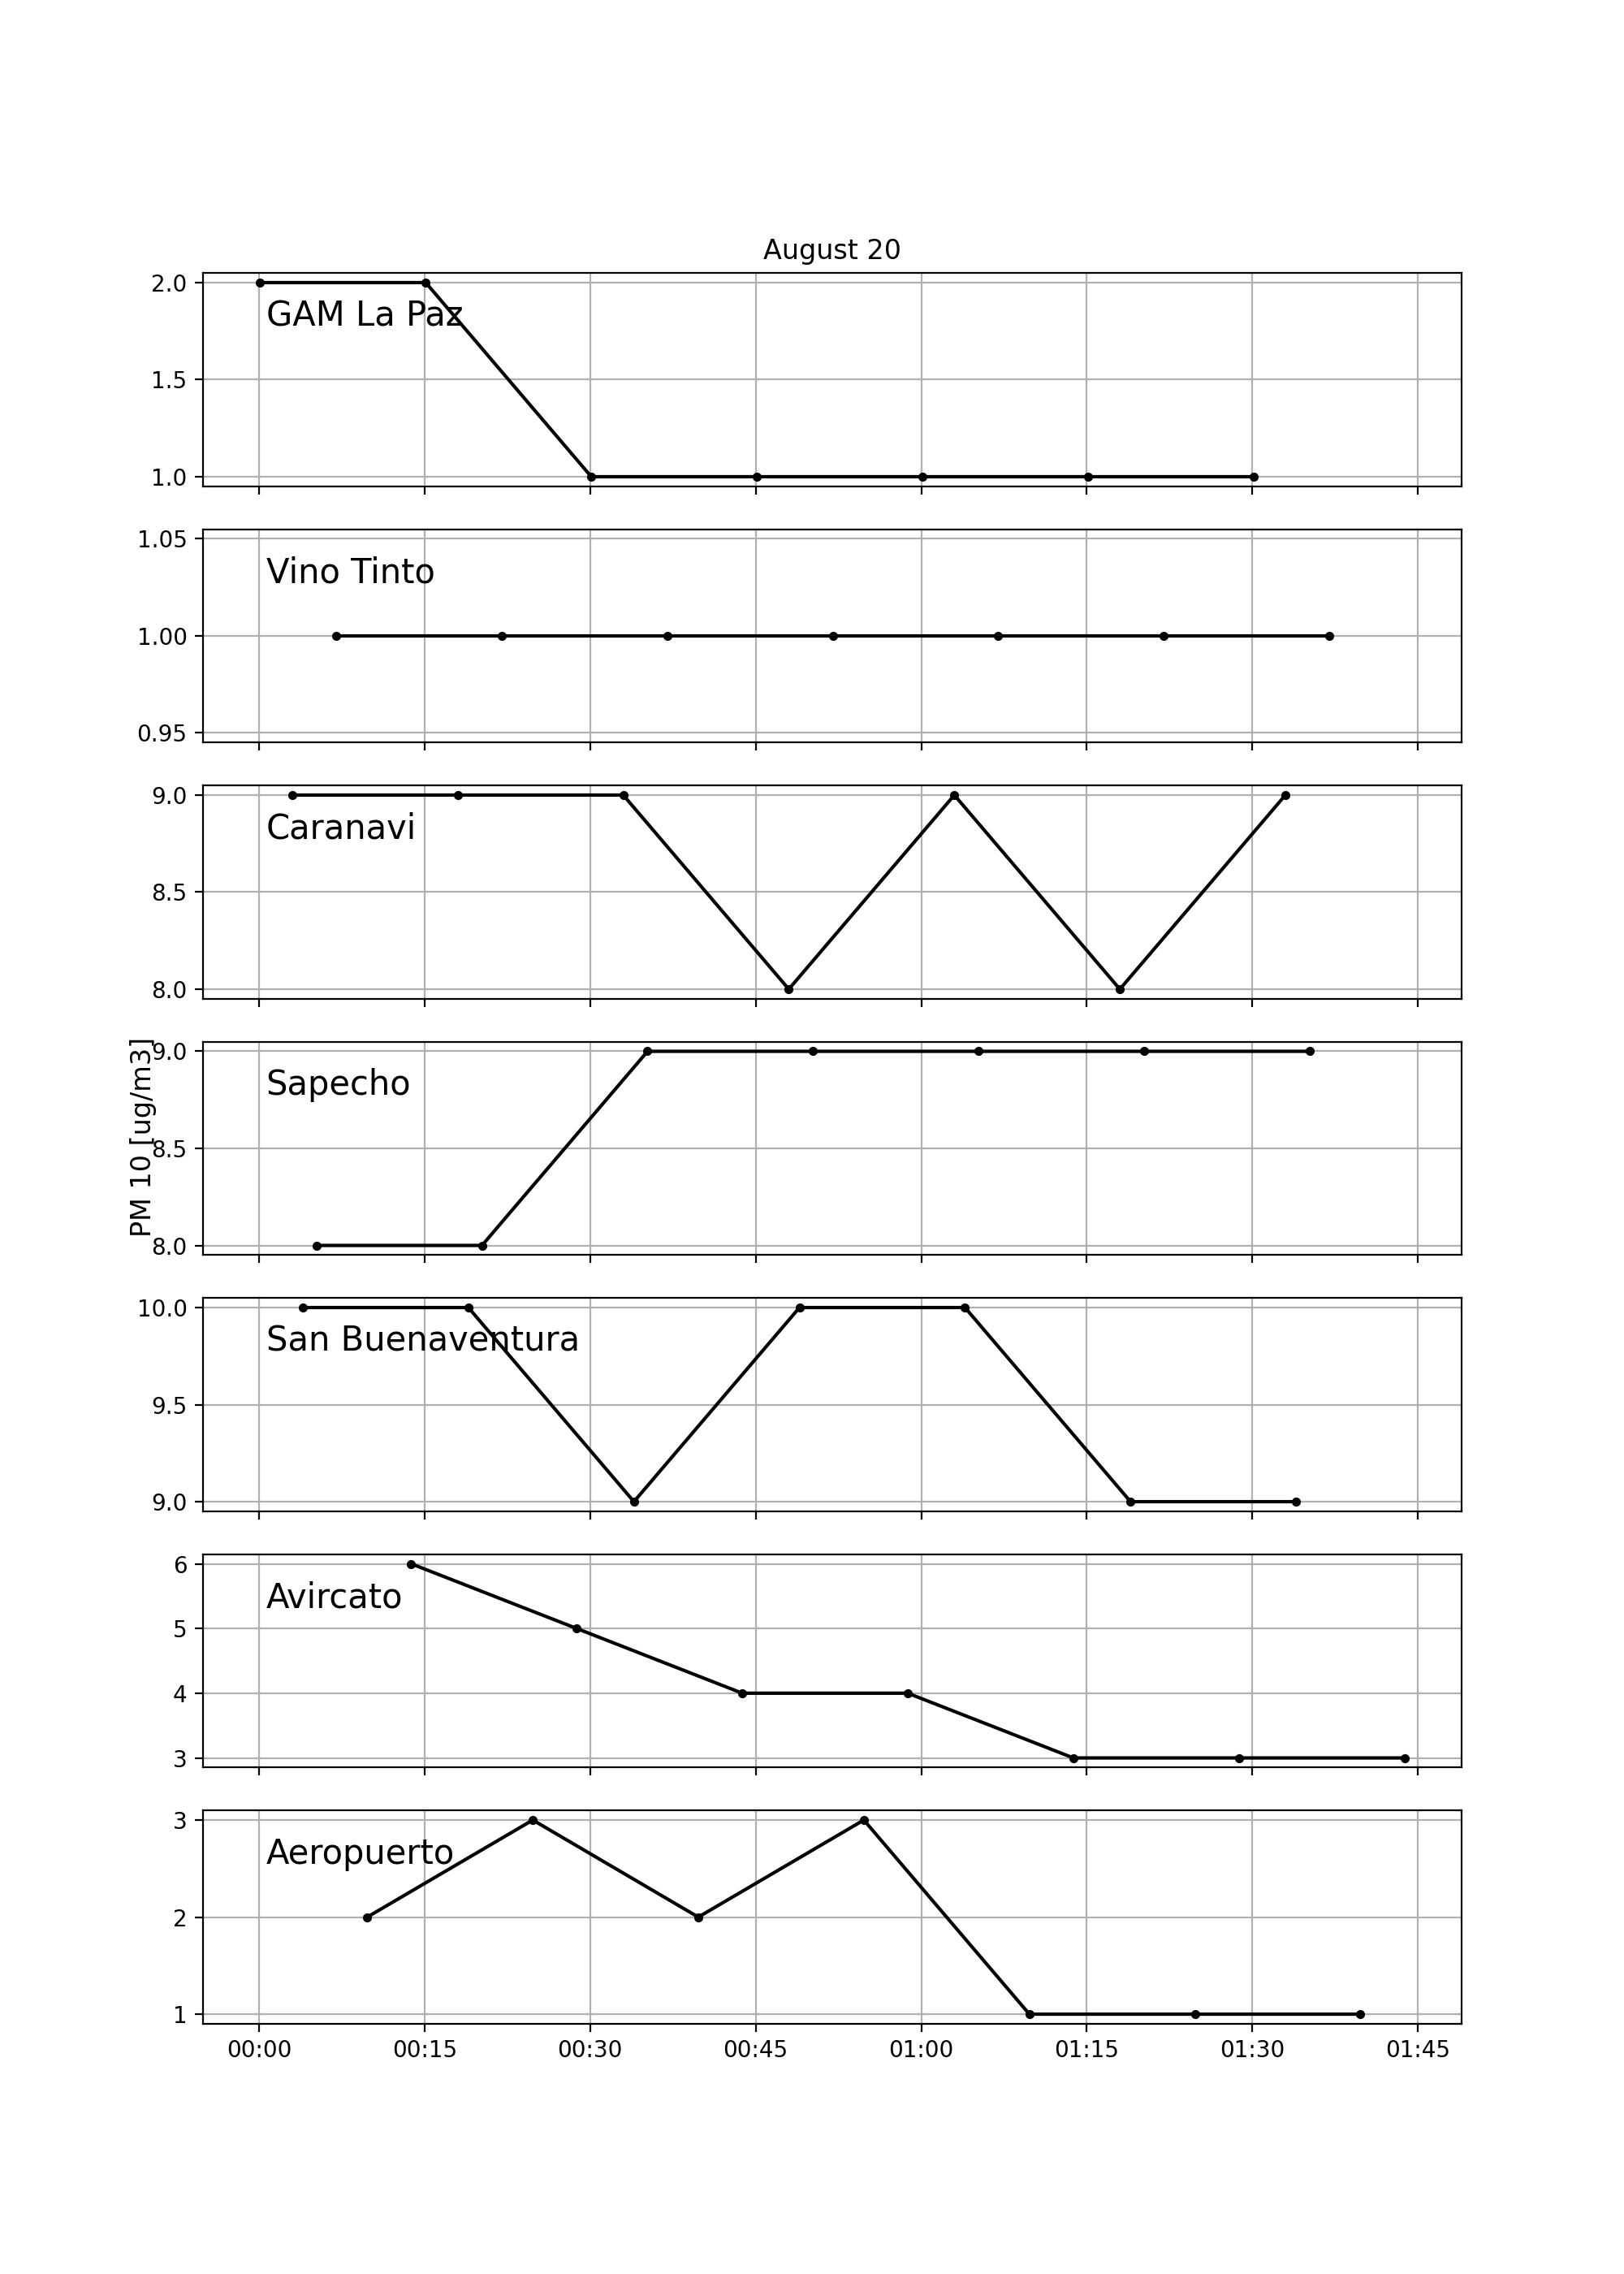 August 20
2.0
GAM La Paz
1.5
1.0
1.05
Vino Tinto
1.00
0.95
9.0
Caranavi
8.5
8.0
PM 10 [ug/m3]
9.0
Sapecho
8.5
8.0
10.0
San Buenaventura
9.5
9.0
6
Avircato
5
4
3
3
Aeropuerto
2
1
00:00 00:15 00:30 00:45 01:00 01:15 01:30 01:45